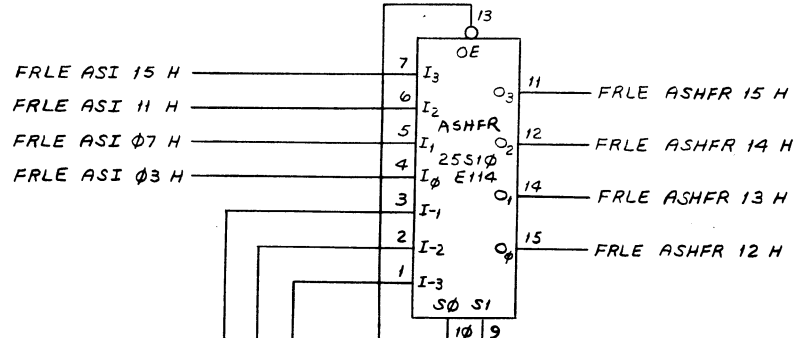 13
OE
FRLE ASI 15 H 7 I3
O3 11 FRLE ASHFR 15 H
FRLE ASI 11 H 6 I2
ASHFR
FRLE ASI Ø7 H 5 I1
O2 12 FRLE ASHFR 14 H
25S1Ø
FRLE ASI Ø3 H 4 IØ
E114
O1 14 FRLE ASHFR 13 H
3 I-1
2 I-2
OØ 15 FRLE ASHFR 12 H
1 I-3
SØ S1
1Ø 9